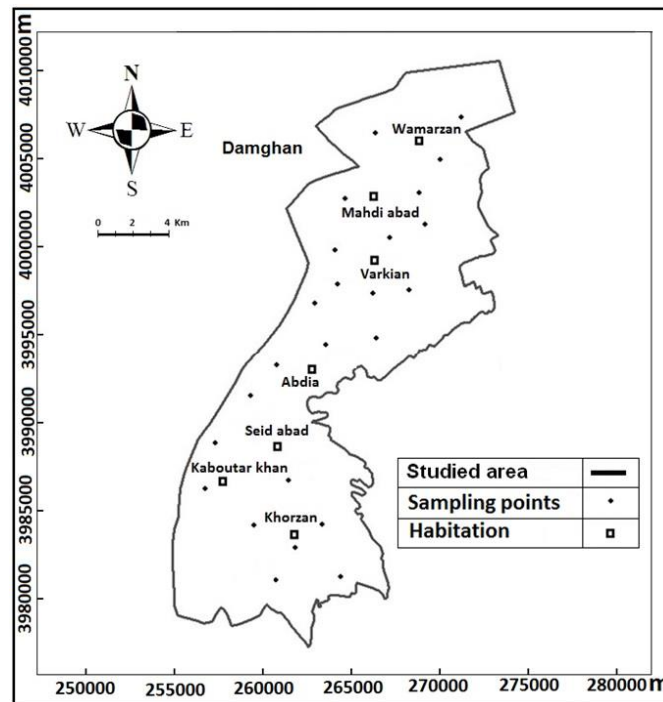 m
4010000
4005000
4000000
3995000
3990000
3985000
3980000
N
W E
S
0 2 4 Km
Damghan
Wamarzan
Mahdi abad
Varkian
Abdia
Seid abad
Kaboutar khan
Khorzan
Studied area
Sampling points
Habitation
250000 255000 260000 265000 270000 275000 280000 m